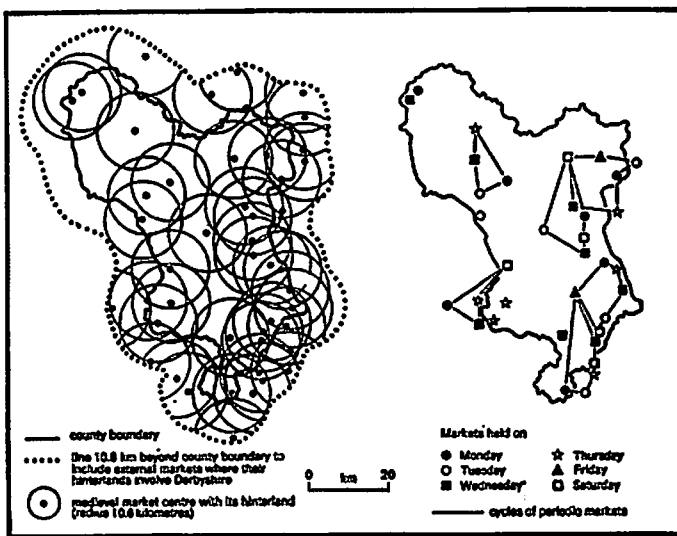 county boundary
line 10.6 km beyond county boundary to
include external markets where their
hinterlands involve Derbyshire
medieval market centre with its hinterland
(radius 10.6 kilometres)
0 km 20
Markets held on
Monday
Tuesday
Wednesday
Thursday
Friday
Saturday
cycles of periodic markets